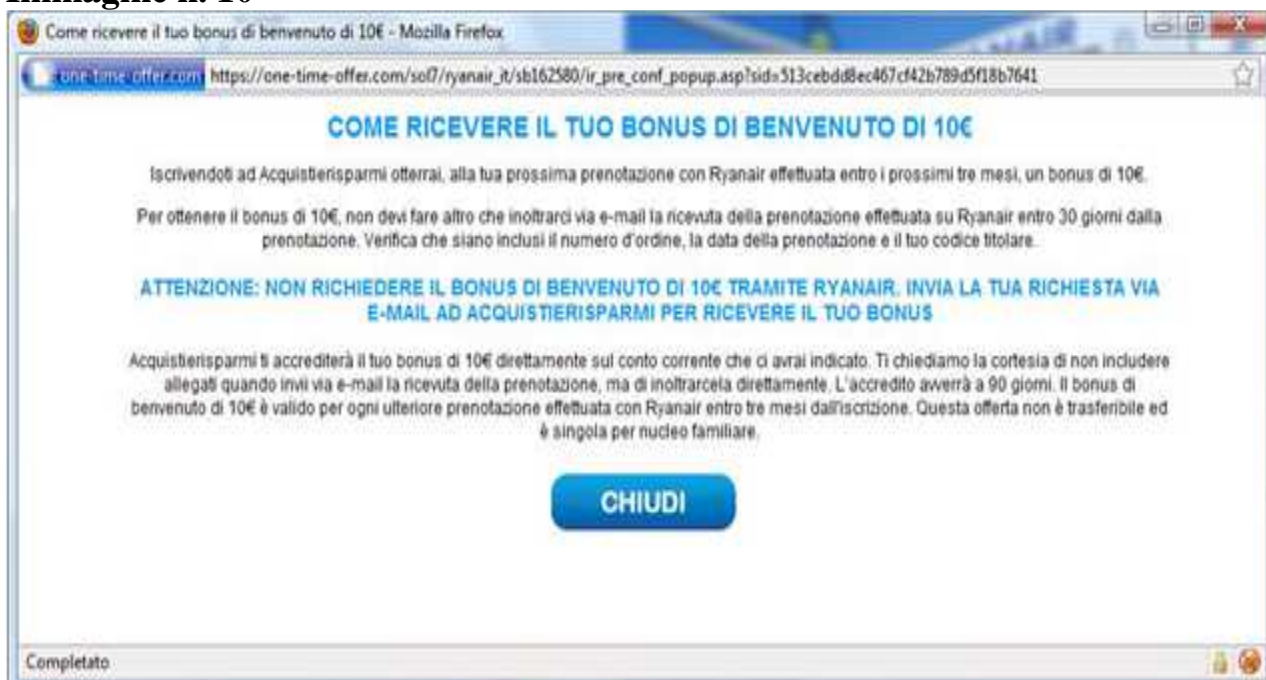 Immagine n. 10
Come ricevere il tuo bonus di benvenuto di 10€ - Mozilla Firefox
one-time-offer.com https://one-time-offer.com/sol7/ryanair_it/sb162580/ir_pre_conf_popup.asp?sid=513cebdd8ec467cf42b789d5f18b7641
COME RICEVERE IL TUO BONUS DI BENVENUTO DI 10€
Iscrivendoti ad Acquistierisparmi otterrai, alla tua prossima prenotazione con Ryanair effettuata entro i prossimi tre mesi, un bonus di 10€.
Per ottenere il bonus di 10€, non devi fare altro che inoltrarci via e-mail la ricevuta della prenotazione effettuata su Ryanair entro 30 giorni dalla
prenotazione. Verifica che siano inclusi il numero d'ordine, la data della prenotazione e il tuo codice titolare.
ATTENZIONE: NON RICHIEDERE IL BONUS DI BENVENUTO DI 10€ TRAMITE RYANAIR. INVIA LA TUA RICHIESTA VIA
E-MAIL AD ACQUISTIERISPARMI PER RICEVERE IL TUO BONUS
Acquistierisparmi ti accrediterà il tuo bonus di 10€ direttamente sul conto corrente che ci avrai indicato. Ti chiediamo la cortesia di non includere
allegati quando invii via e-mail la ricevuta della prenotazione, ma di inoltrarcela direttamente. L'accredito avverrà a 90 giorni. Il bonus di
benvenuto di 10€ è valido per ogni ulteriore prenotazione effettuata con Ryanair entro tre mesi dall'iscrizione. Questa offerta non è trasferibile ed
è singola per nucleo familiare.
CHIUDI
Completato